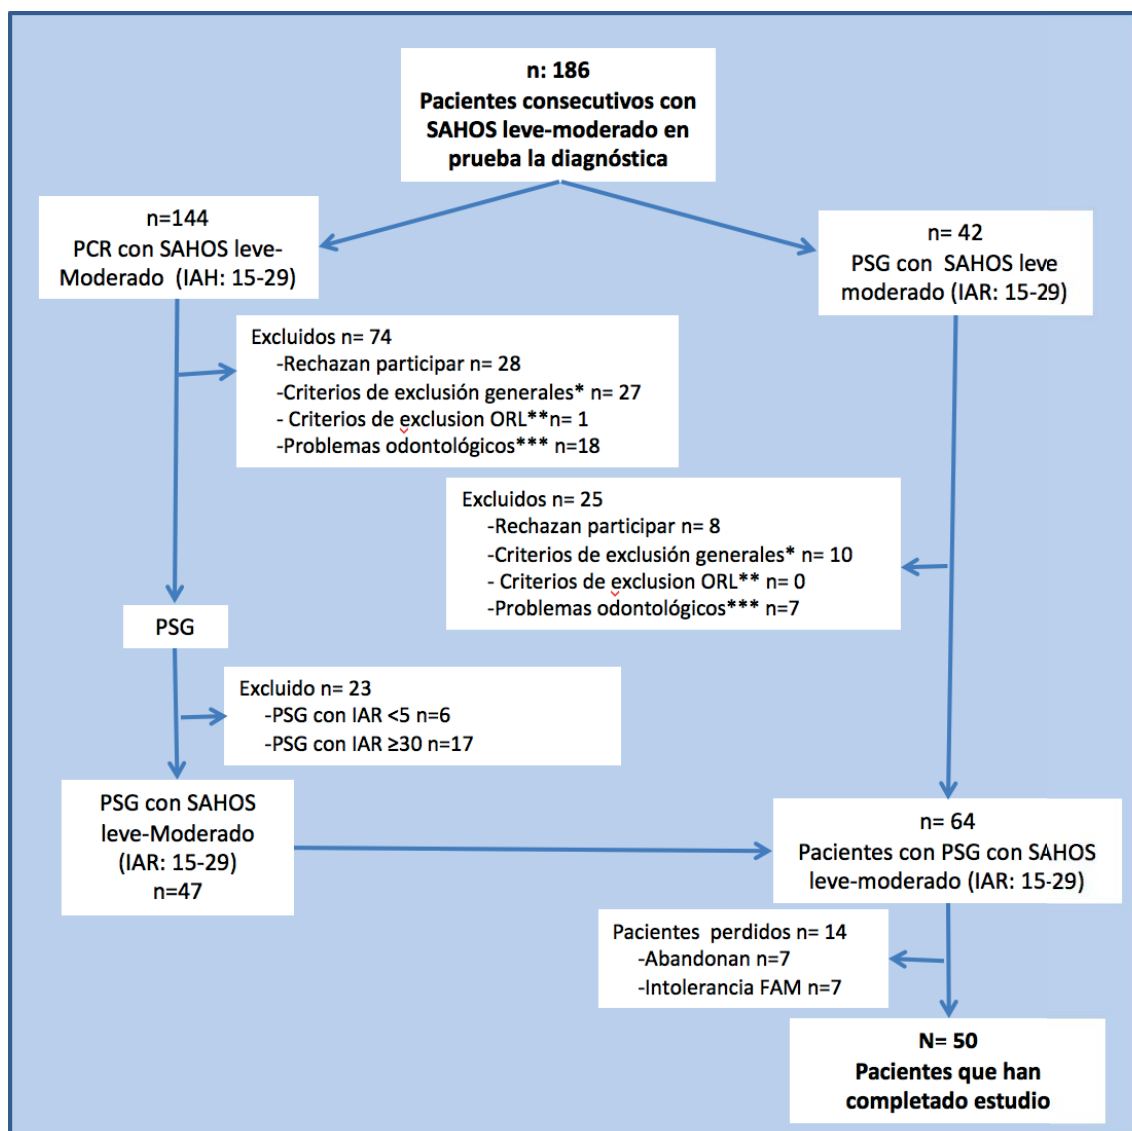 n: 186
Pacientes consecutivos con
SAHOS leve-moderado en
prueba la diagnóstica
n=144
PCR con SAHOS leve-
Moderado  (IAH: 15-29)
n= 42
PSG con  SAHOS leve
moderado (IAR: 15-29)
Excluidos n= 74
-Rechazan participar n= 28
-Criterios de exclusión generales* n= 27
- Criterios de exclusion ORL**n= 1
-Problemas odontológicos*** n=18
Excluidos n= 25
-Rechazan participar n= 8
-Criterios de exclusión generales* n= 10
- Criterios de exclusion ORL** n= 0
-Problemas odontológicos*** n=7
PSG
Excluido n= 23
-PSG con IAR <5 n=6
-PSG con IAR ≥30 n=17
PSG con SAHOS
leve-Moderado
(IAR: 15-29)
n=47
n= 64
Pacientes con PSG con SAHOS
leve-moderado (IAR: 15-29)
Pacientes  perdidos n= 14
-Abandonan n=7
-Intolerancia FAM n=7
N= 50
Pacientes que han
completado estudio